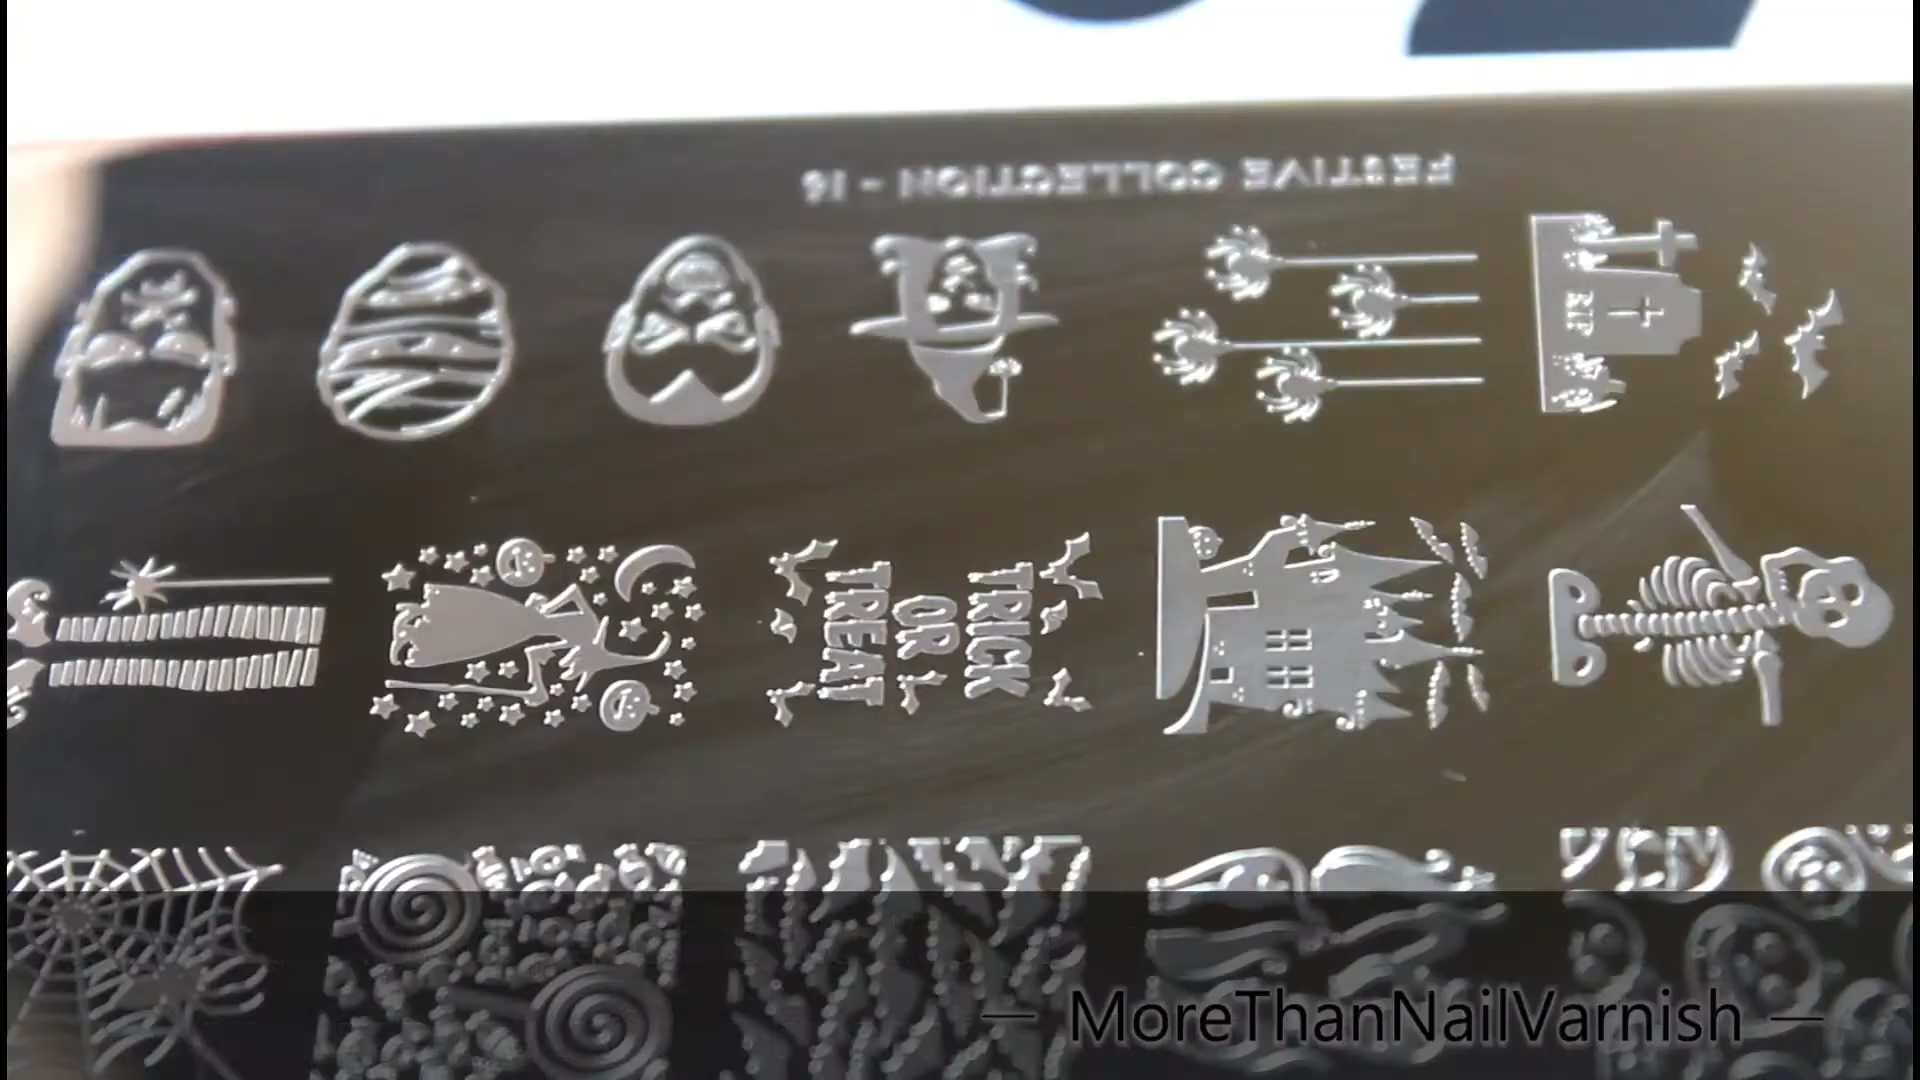 FESTIVE COLLECTION - 16
RIP
TRICK
OR
TREAT
— MoreThanNailVarnish —